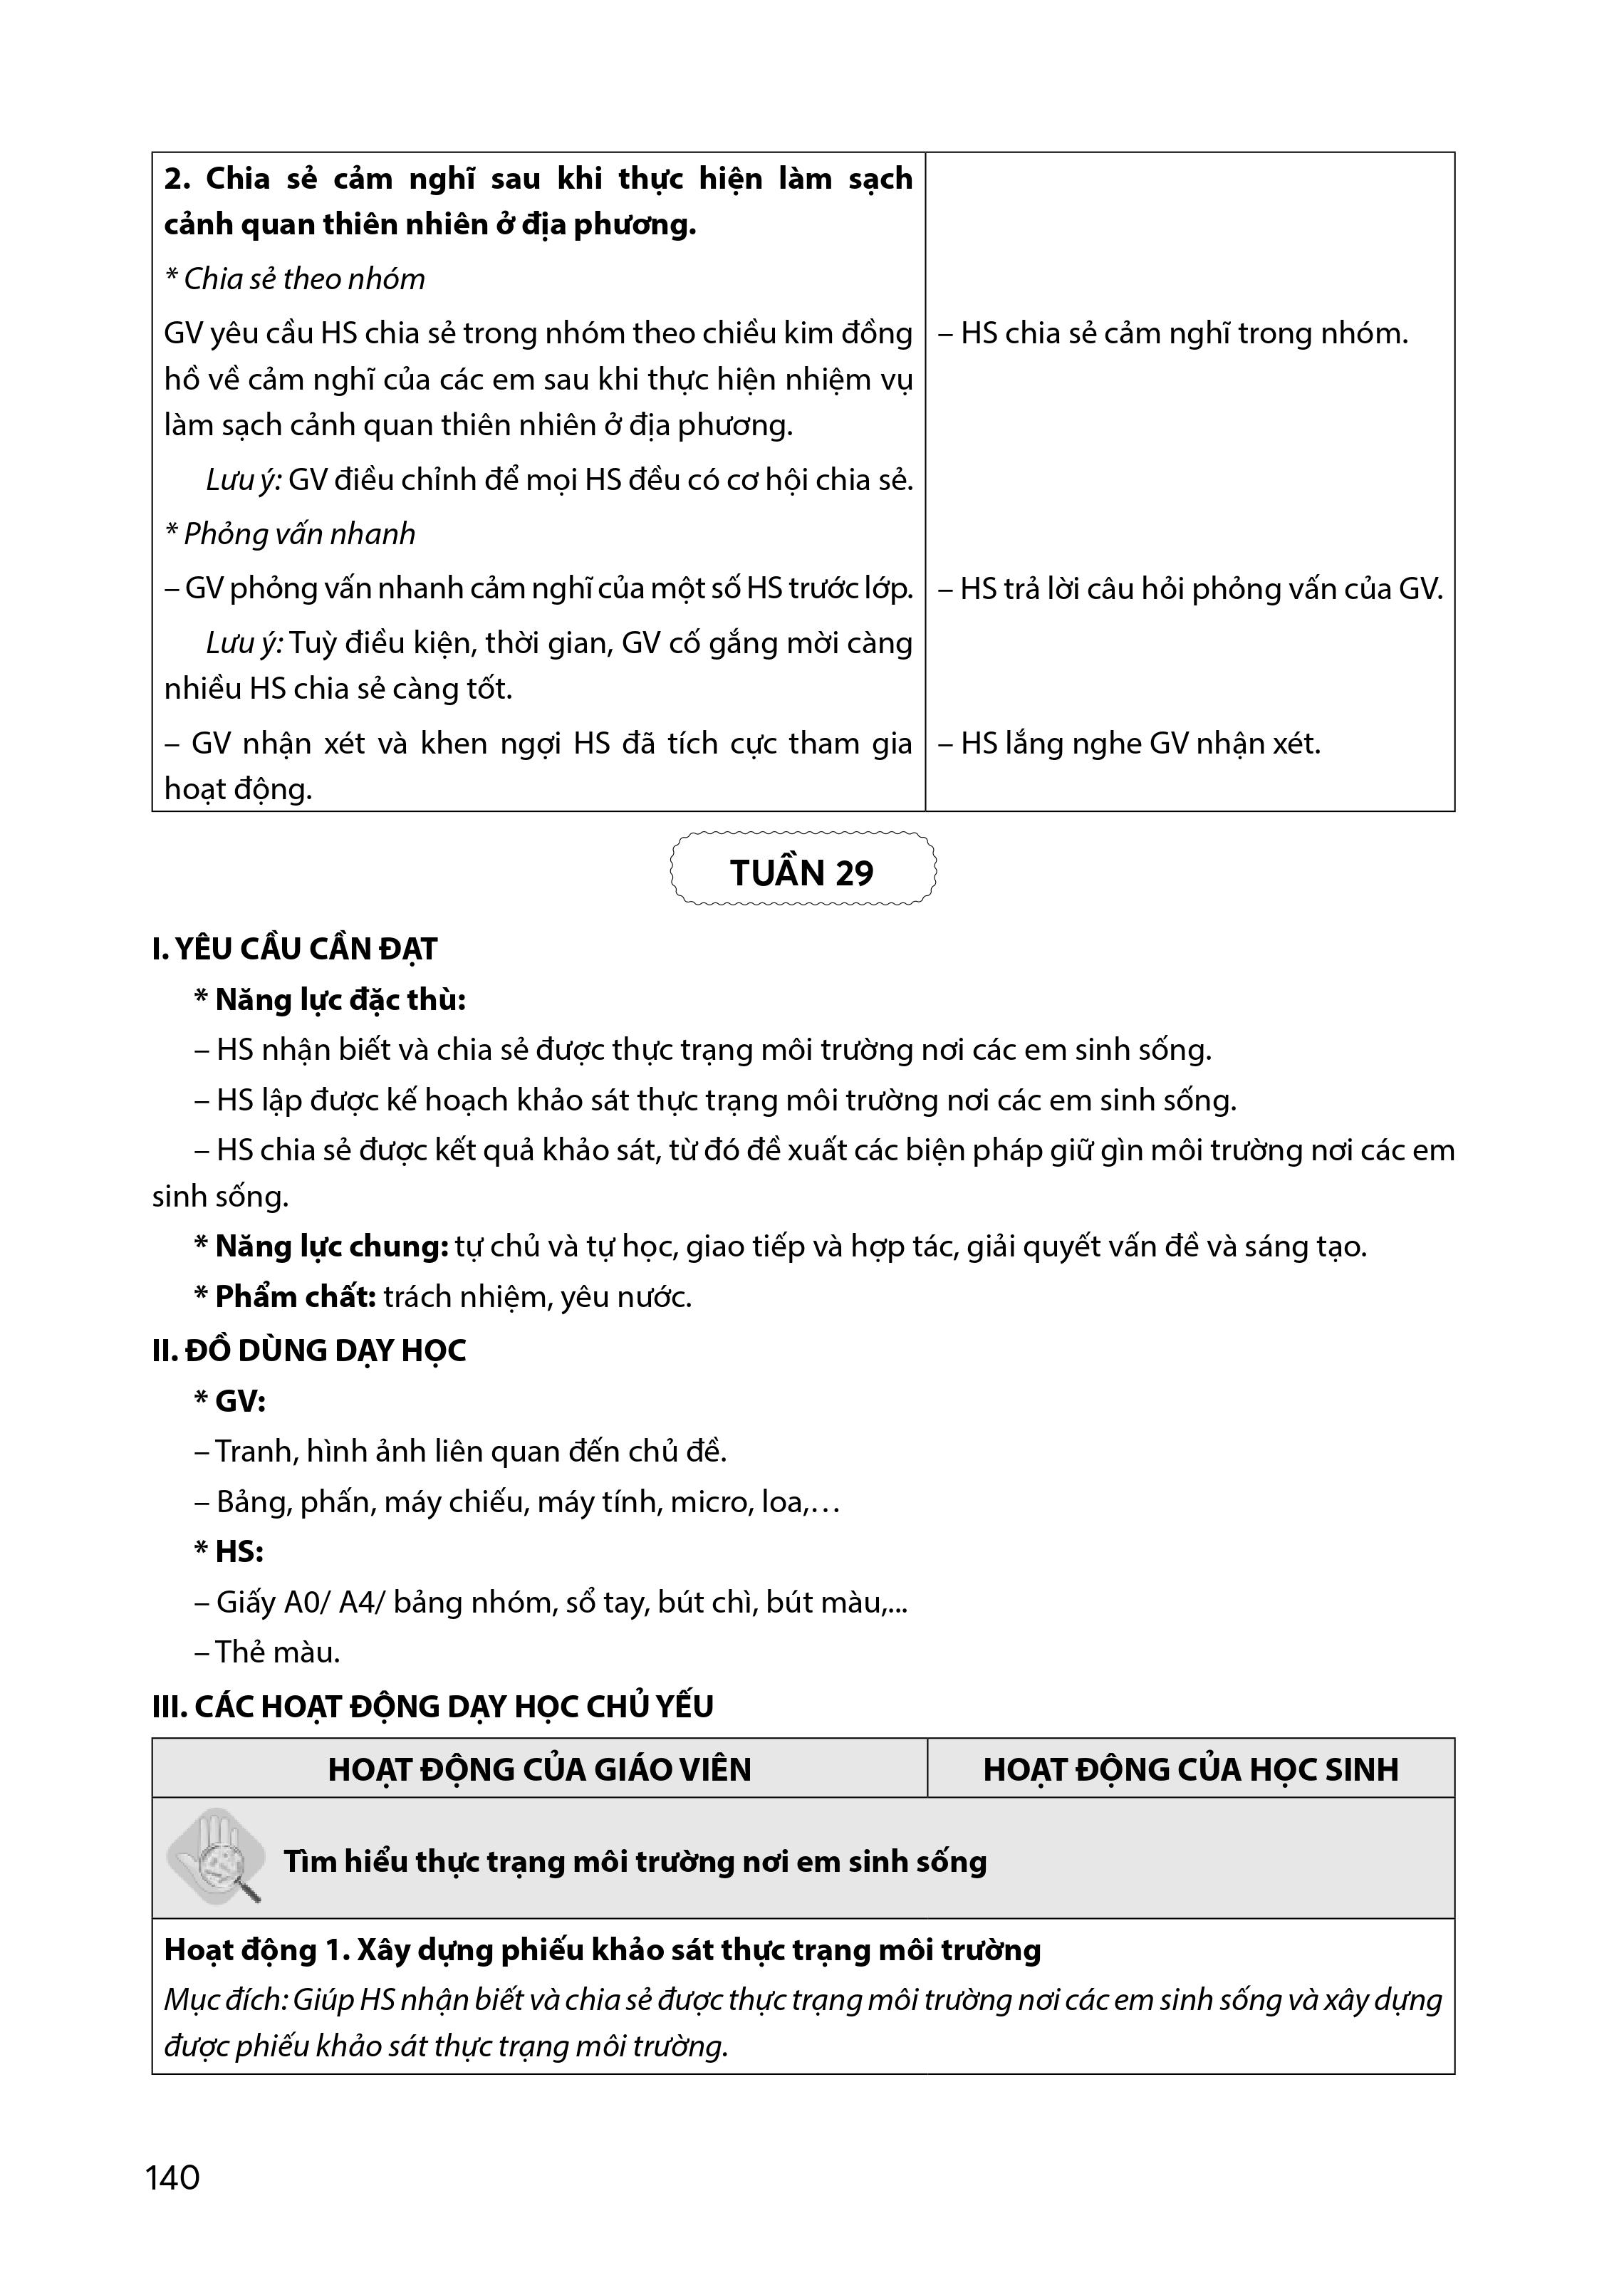 2. Chia sẻ cảm nghĩ sau khi thực hiện làm sạch
cảnh quan thiên nhiên ở địa phương.
* Chia sẻ theo nhóm
GV yêu cầu HS chia sẻ trong nhóm theo chiều kim đồng
hồ về cảm nghĩ của các em sau khi thực hiện nhiệm vụ
làm sạch cảnh quan thiên nhiên ở địa phương.
– HS chia sẻ cảm nghĩ trong nhóm.
Lưu ý: GV điều chỉnh để mọi HS đều có cơ hội chia sẻ.
* Phỏng vấn nhanh
– GV phỏng vấn nhanh cảm nghĩ của một số HS trước lớp.
– HS trả lời câu hỏi phỏng vấn của GV.
Lưu ý: Tuỳ điều kiện, thời gian, GV cố gắng mời càng
nhiều HS chia sẻ càng tốt.
– GV nhận xét và khen ngợi HS đã tích cực tham gia
hoạt động.
– HS lắng nghe GV nhận xét.
TUẦN 29
I. YÊU CẦU CẦN ĐẠT
* Năng lực đặc thù:
– HS nhận biết và chia sẻ được thực trạng môi trường nơi các em sinh sống.
– HS lập được kế hoạch khảo sát thực trạng môi trường nơi các em sinh sống.
– HS chia sẻ được kết quả khảo sát, từ đó đề xuất các biện pháp giữ gìn môi trường nơi các em
sinh sống.
* Năng lực chung: tự chủ và tự học, giao tiếp và hợp tác, giải quyết vấn đề và sáng tạo.
* Phẩm chất: trách nhiệm, yêu nước.
II. ĐỒ DÙNG DẠY HỌC
* GV:
– Tranh, hình ảnh liên quan đến chủ đề.
– Bảng, phấn, máy chiếu, máy tính, micro, loa,…
* HS:
– Giấy A0/ A4/ bảng nhóm, sổ tay, bút chì, bút màu,...
– Thẻ màu.
III. CÁC HOẠT ĐỘNG DẠY HỌC CHỦ YẾU
HOẠT ĐỘNG CỦA GIÁO VIÊN
HOẠT ĐỘNG CỦA HỌC SINH
Tìm hiểu thực trạng môi trường nơi em sinh sống
Hoạt động 1. Xây dựng phiếu khảo sát thực trạng môi trường
Mục đích: Giúp HS nhận biết và chia sẻ được thực trạng môi trường nơi các em sinh sống và xây dựng
được phiếu khảo sát thực trạng môi trường.
140